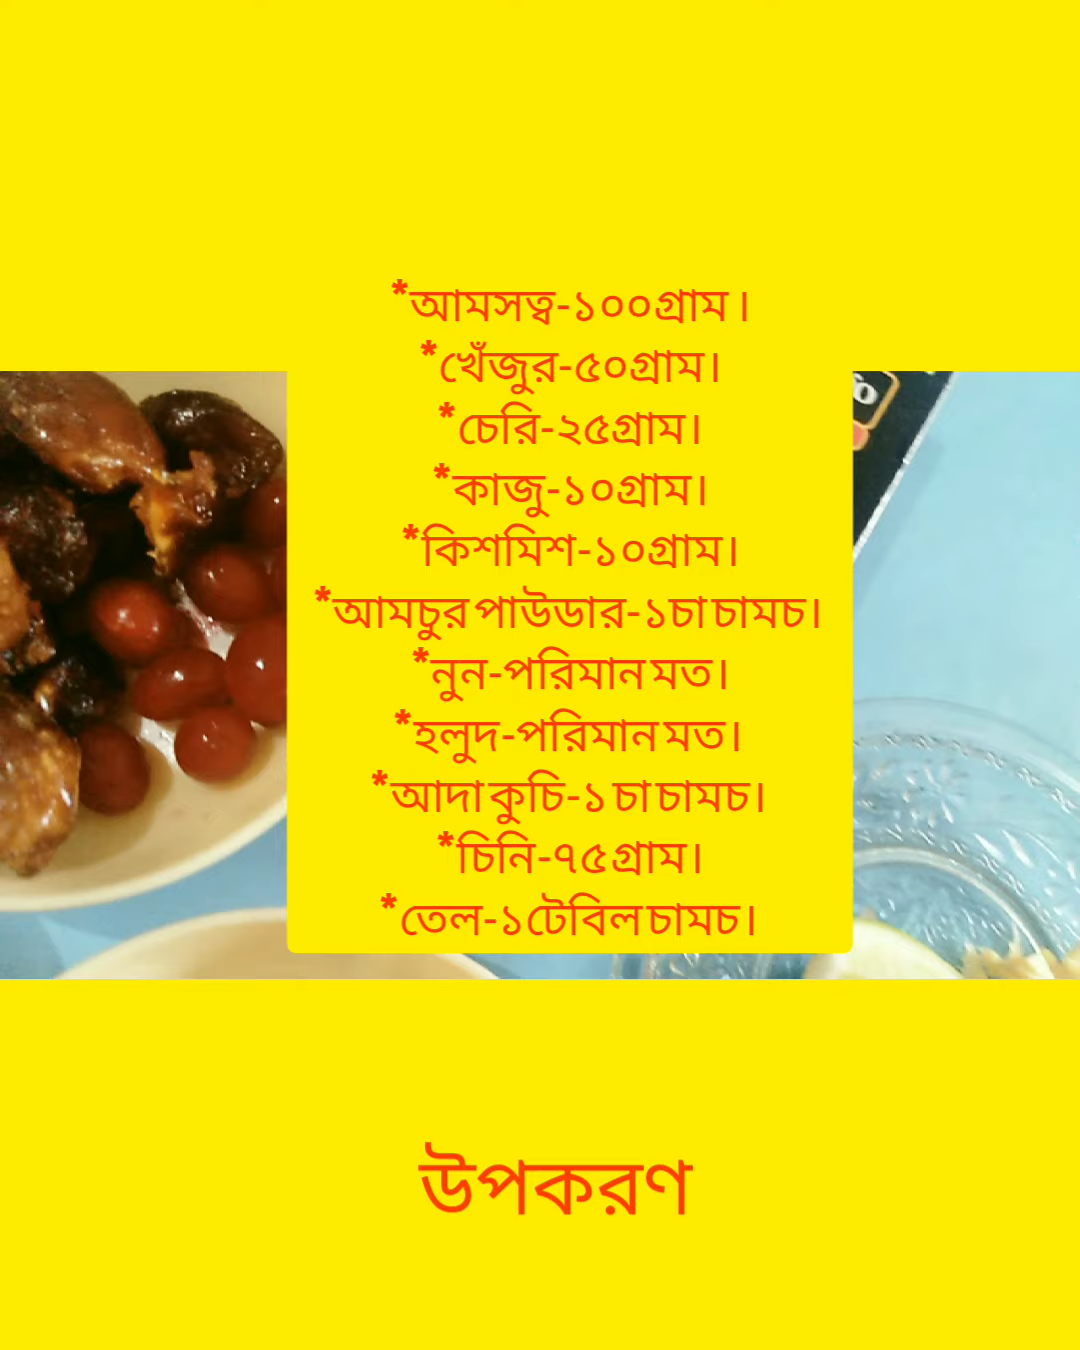 *আমসত্ব-১০০গ্রাম ।
*খেঁজুর-৫০গ্রাম।
*চেরি-২৫গ্রাম।
*কাজু-১০গ্রাম।
*কিশমিশ-১০গ্রাম।
*আমচুর পাউডার-১চা চামচ।
*নুন-পরিমান মত।
*হলুদ-পরিমান মত।
*আদা কুচি-১ চা চামচ।
*চিনি-৭৫গ্রাম।
*তেল-১টেবিল চামচ।
উপকরণ